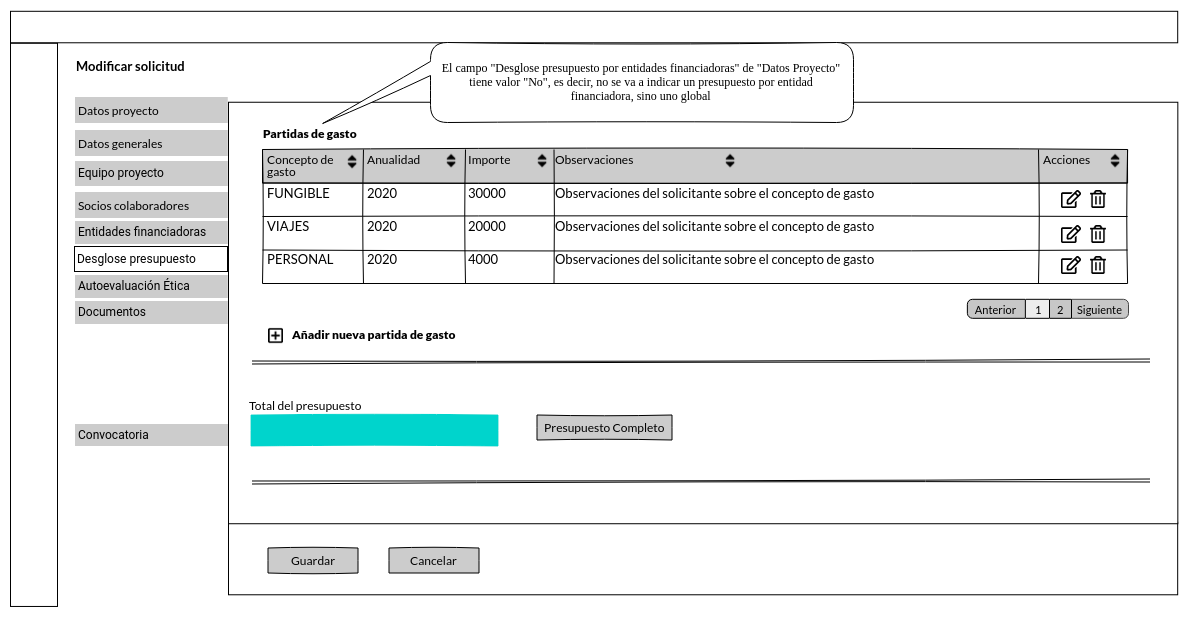 Modificar solicitud
El campo "Desglose presupuesto por entidades financiadoras" de "Datos Proyecto"
tiene valor "No", es decir, no se va a indicar un presupuesto por entidad
financiadora, sino uno global
Datos proyecto
Datos generales
Equipo proyecto
Socios colaboradores
Entidades financiadoras
Desglose presupuesto
Autoevaluación Ética
Documentos
Convocatoria
Partidas de gasto
Concepto de gasto Anualidad Importe Observaciones Acciones
FUNGIBLE 2020 30000 Observaciones del solicitante sobre el concepto de gasto
VIAJES 2020 20000 Observaciones del solicitante sobre el concepto de gasto
PERSONAL 2020 4000 Observaciones del solicitante sobre el concepto de gasto
Anterior 1 2 Siguiente
Añadir nueva partida de gasto
Total del presupuesto
Presupuesto Completo
Guardar Cancelar